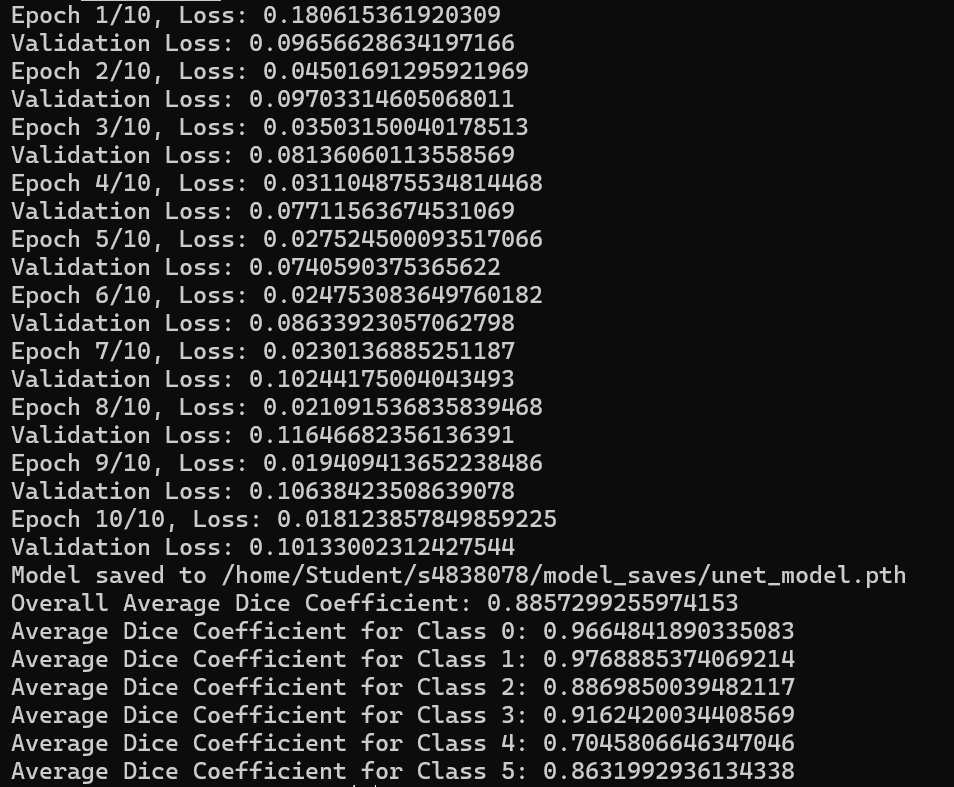 Epoch 1/10, Loss: 0.180615361920309
Validation Loss: 0.09656628634197166
Epoch 2/10, Loss: 0.04501691295921969
Validation Loss: 0.09703314605068011
Epoch 3/10, Loss: 0.03503150040178513
Validation Loss: 0.08136060113558569
Epoch 4/10, Loss: 0.031104875534814468
Validation Loss: 0.07711563674531069
Epoch 5/10, Loss: 0.027524500093517066
Validation Loss: 0.0740590375365622
Epoch 6/10, Loss: 0.024753083649760182
Validation Loss: 0.08633923057062798
Epoch 7/10, Loss: 0.0230136885251187
Validation Loss: 0.10244175004043493
Epoch 8/10, Loss: 0.021091536835839468
Validation Loss: 0.11646682356136391
Epoch 9/10, Loss: 0.019409413652238486
Validation Loss: 0.10638423508639078
Epoch 10/10, Loss: 0.018123857849859225
Validation Loss: 0.10133002312427544
Model saved to /home/Student/s4838078/model_saves/unet_model.pth
Overall Average Dice Coefficient: 0.8857299255974153
Average Dice Coefficient for Class 0: 0.9664841890335083
Average Dice Coefficient for Class 1: 0.9768885374069214
Average Dice Coefficient for Class 2: 0.8869850039482117
Average Dice Coefficient for Class 3: 0.9162420034408569
Average Dice Coefficient for Class 4: 0.7045806646347046
Average Dice Coefficient for Class 5: 0.8631992936134338